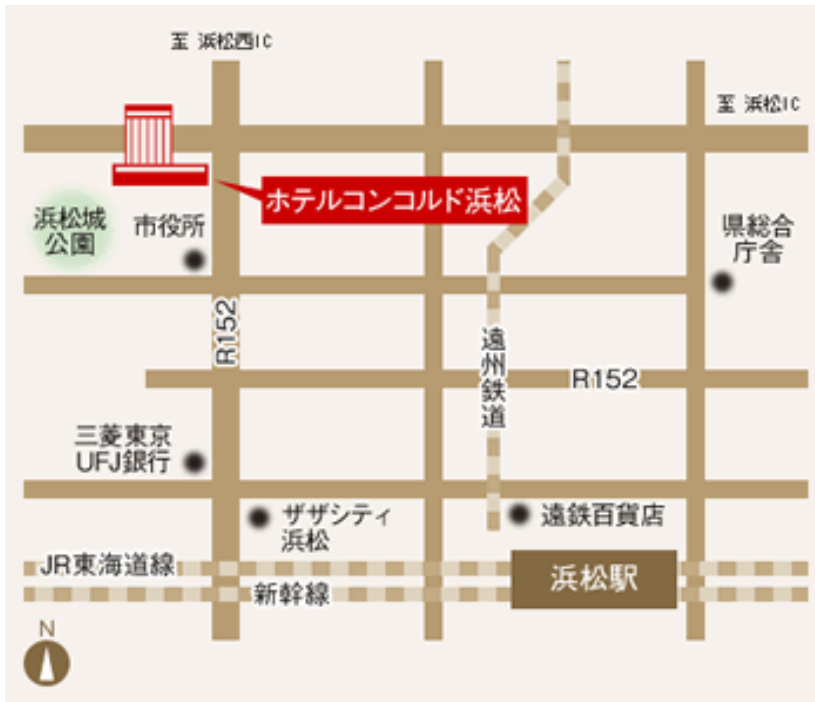 至 浜松西IC
至 浜松IC
ホテルコンコルド浜松
浜松城
公園
市役所
県総合
庁舎
R152
遠州鉄道
R152
三菱東京
UFJ銀行
ザザシティ
浜松
遠鉄百貨店
JR東海道線
浜松駅
新幹線
N